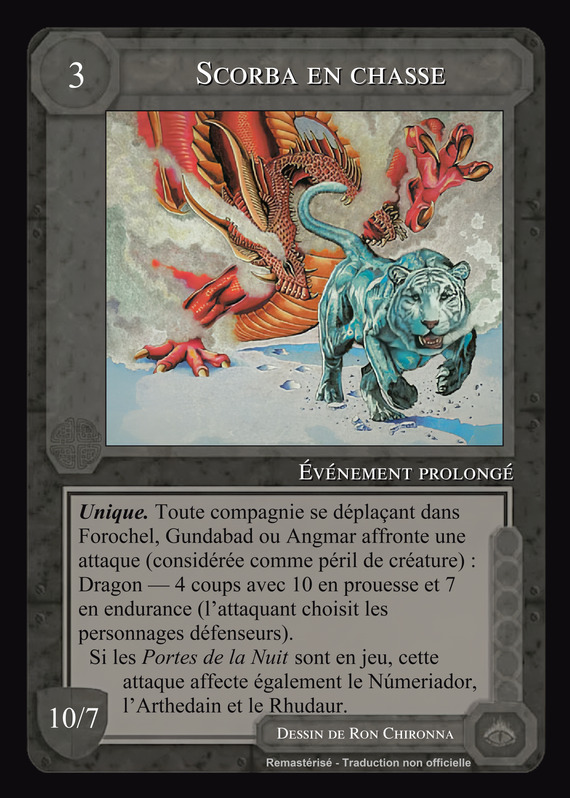 3
Scorba en chasse
Événement prolongé
Unique. Toute compagnie se déplaçant dans
Forochel, Gundabad ou Angmar affronte une
attaque (considérée comme péril de créature) :
Dragon — 4 coups avec 10 en prouesse et 7
en endurance (l’attaquant choisit les
personnages défenseurs).
Si les Portes de la Nuit sont en jeu, cette
attaque affecte également le Númeriador,
l’Arthedain et le Rhudaur.
10/7
Dessin de Ron Chironna
Remastérisé - Traduction non officielle